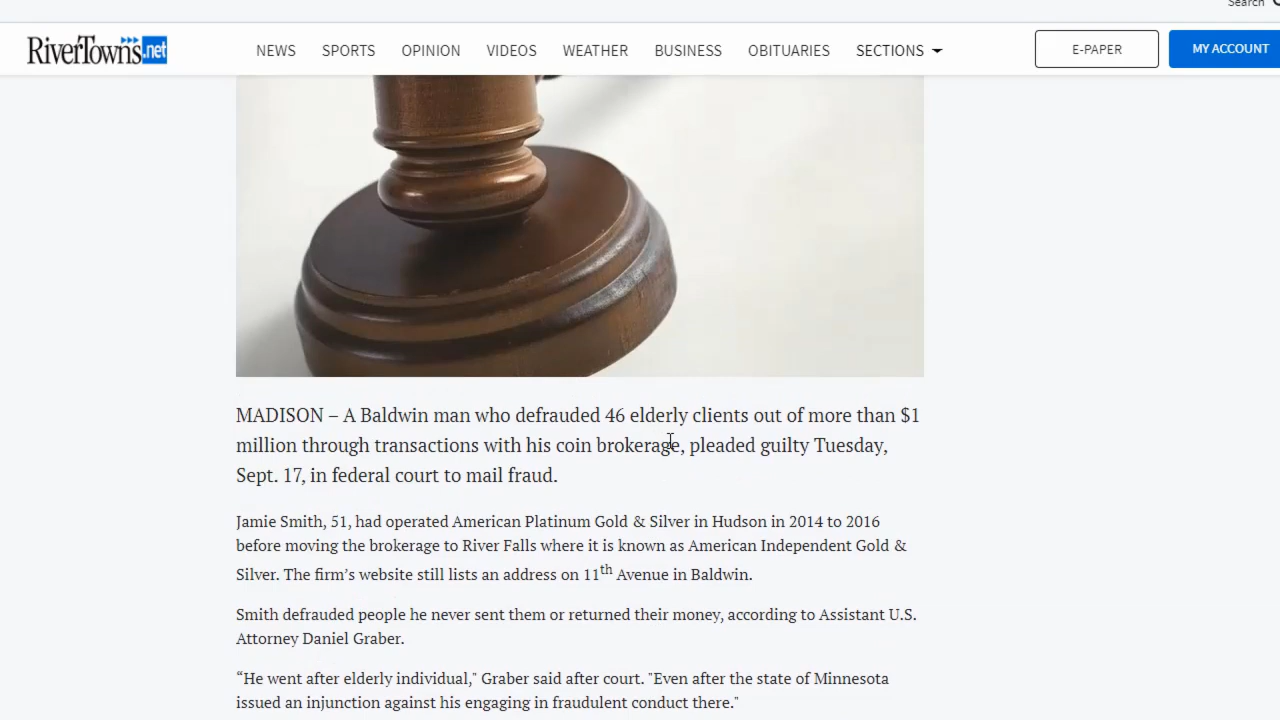 Search
RiverTowns.net
NEWS SPORTS OPINION VIDEOS WEATHER BUSINESS OBITUARIES SECTIONS E-PAPER MY ACCOUNT
MADISON – A Baldwin man who defrauded 46 elderly clients out of more than $1
million through transactions with his coin brokerage, pleaded guilty Tuesday,
Sept. 17, in federal court to mail fraud.
Jamie Smith, 51, had operated American Platinum Gold & Silver in Hudson in 2014 to 2016
before moving the brokerage to River Falls where it is known as American Independent Gold &
Silver. The firm’s website still lists an address on 11th Avenue in Baldwin.
Smith defrauded people he never sent them or returned their money, according to Assistant U.S.
Attorney Daniel Graber.
“He went after elderly individual," Graber said after court. "Even after the state of Minnesota
issued an injunction against his engaging in fraudulent conduct there."